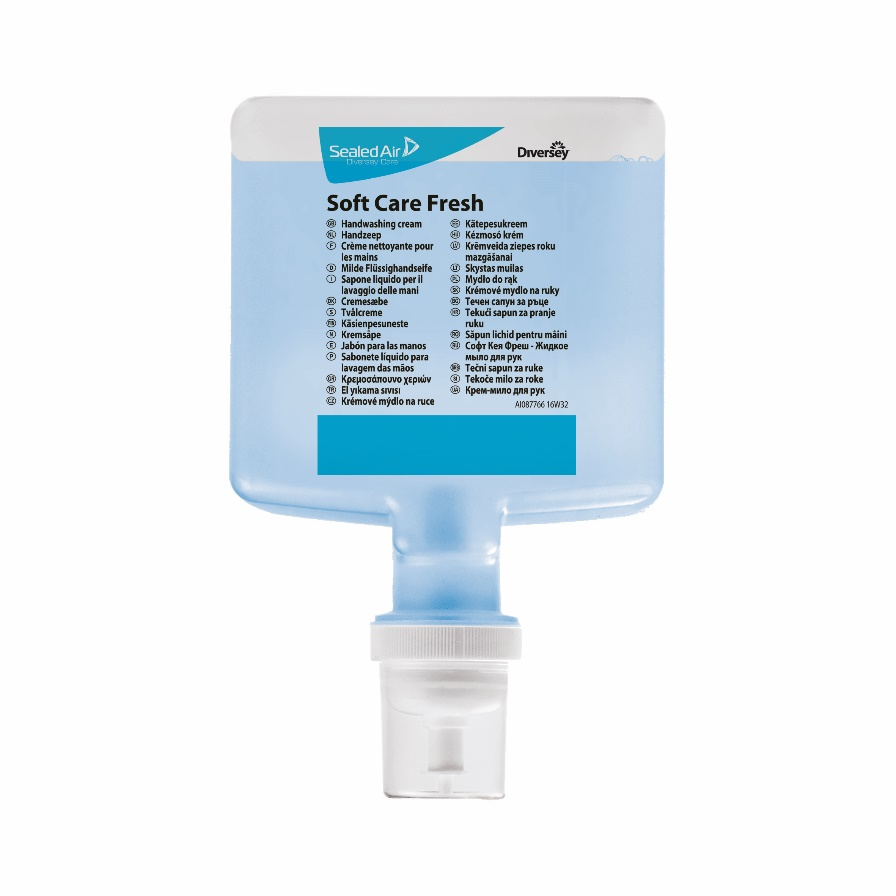 Sealed Air
Diversey Care
Diversey
Soft Care Fresh
GB Handwashing cream
NL Handzeep
F Crème nettoyante pour
les mains
D Milde Flüssighandseife
I Sapone liquido per il
lavaggio delle mani
DK Cremesæbe
S Tvålcreme
FIN Käsienpesuneste
N Kremsåpe
E Jabón para las manos
P Sabonete líquido para
lavagem das mãos
GR Κρεμοσάπουνο χεριών
TR El yıkama sıvısı
CZ Krémové mýdlo na ruce
EE Kätepesukreem
HU Kézmosó krém
LV Krēmveida ziepes roku
mazgāšanai
LT Skystas muilas
PL Mydło do rąk
SK Krémové mydlo na ruky
BG Течен сапун за ръце
HR Tekući sapun za pranje
ruku
RO Săpun lichid pentru mâini
RU Софт Кея Фреш - Жидкое
мыло для рук
Tečni sapun za ruke
SI Tekoče milo za roke
UA Крем-мило для рук
AI087766 16W32